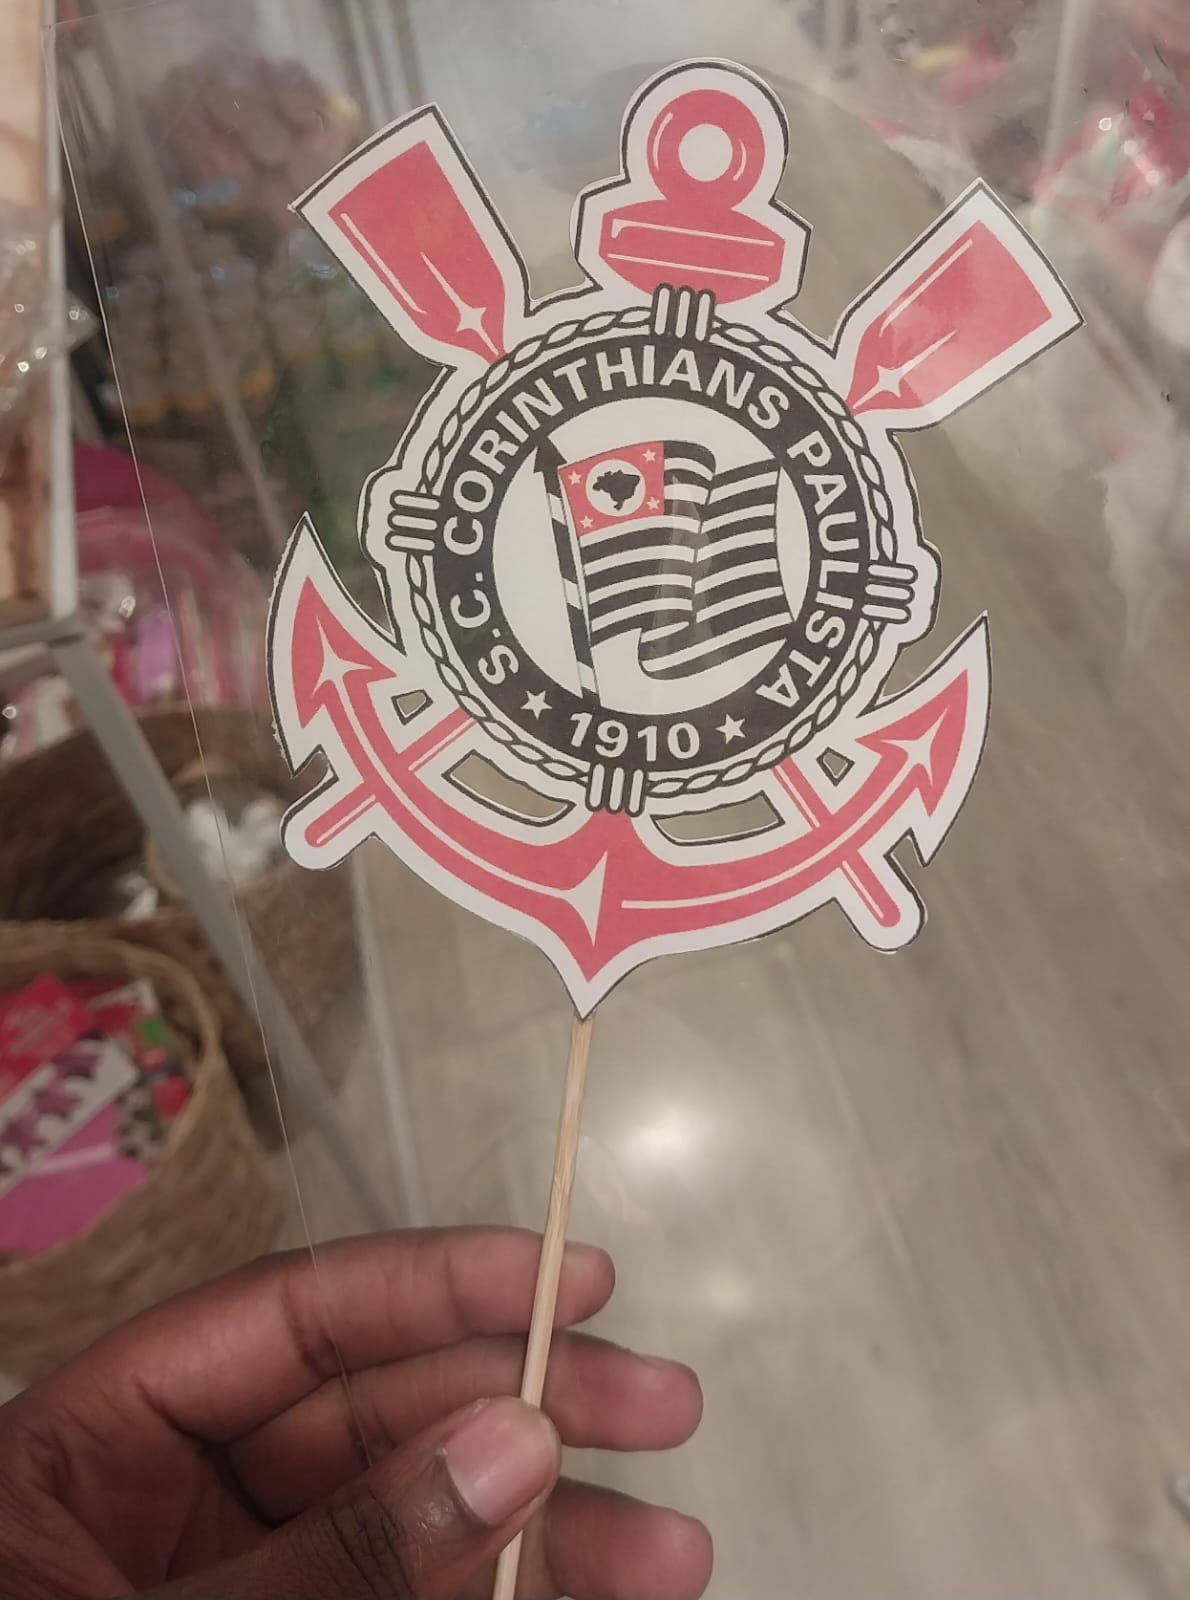 S.C.CORINTHIANS PAULISTA
★ 1910 ★